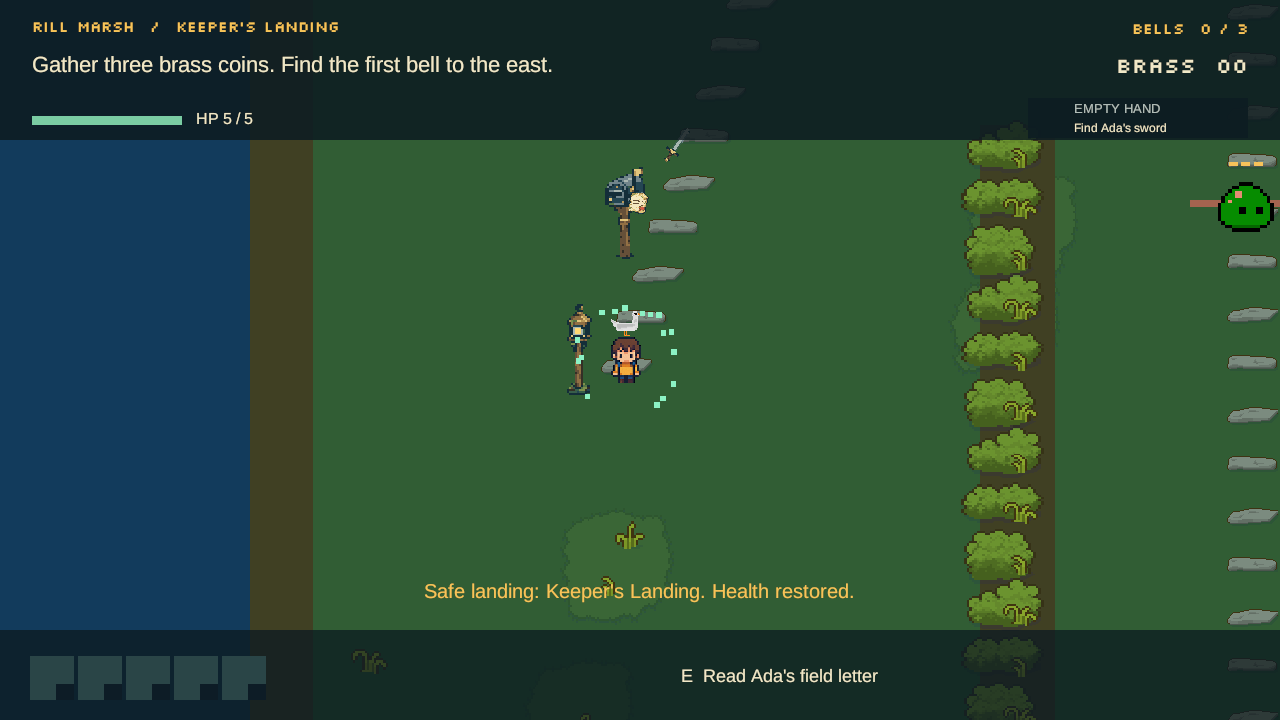 RILL MARSH / KEEPER'S LANDING
BELLS 0 / 3
Gather three brass coins. Find the first bell to the east.
BRASS 00
HP 5 / 5
EMPTY HAND
Find Ada's sword
Safe landing: Keeper's Landing. Health restored.
E Read Ada's field letter